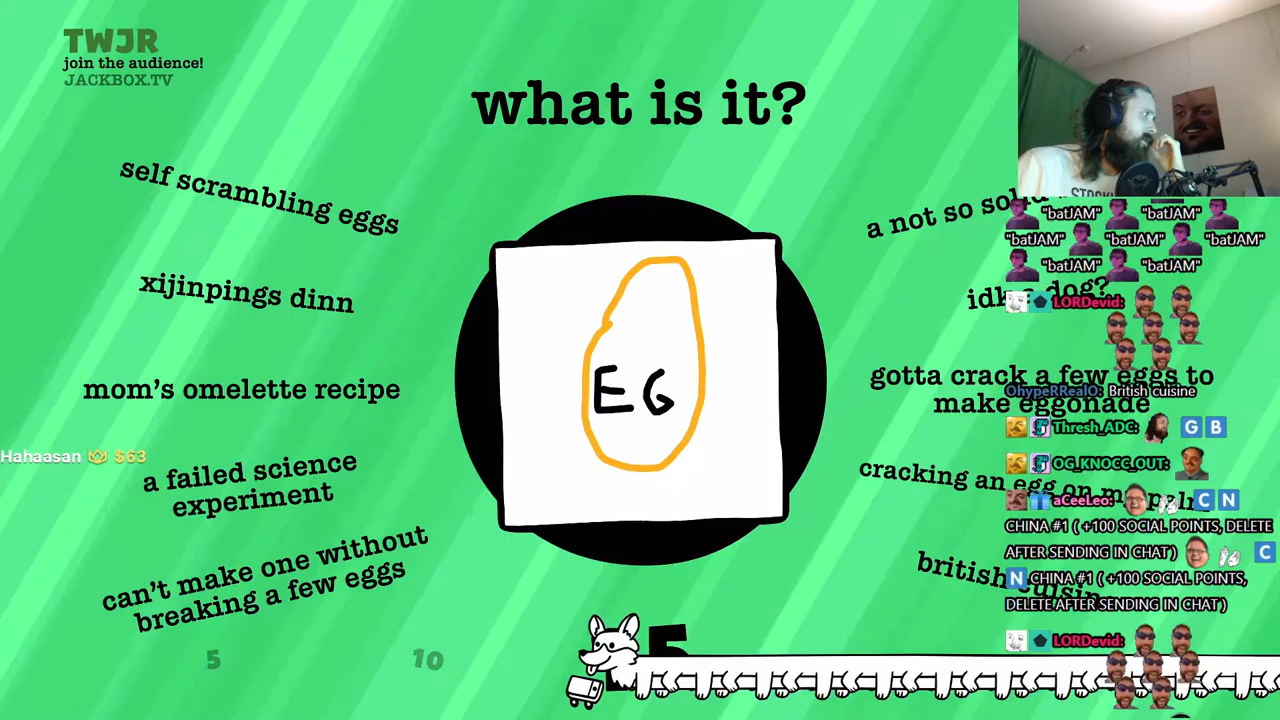 TWJR
join the audience!
JACKBOX.TV
what is it?
self scrambling eggs
xijinpings dinn
mom's omelette recipe
a failed science
experiment
can't make one without
breaking a few eggs
5
10
Hahaasan $63
EG
5
a not so
idk a dog?
gotta crack a few eggs to
make eggonade
cracking an egg on
british
STOCK
"batJAM" "batJAM"
"batJAM" "batJAM" "batJAM"
"batJAM" "batJAM"
LORDevid:
OhypeRRealO: British cuisine
Thresh_ADC: G B
OG_KNOCC_OUT:
aCeeLeo: C N
CHINA #1 ( +100 SOCIAL POINTS, DELETE
AFTER SENDING IN CHAT ) C
N CHINA #1 ( +100 SOCIAL POINTS,
DELETE AFTER SENDING IN CHAT )
LORDevid: